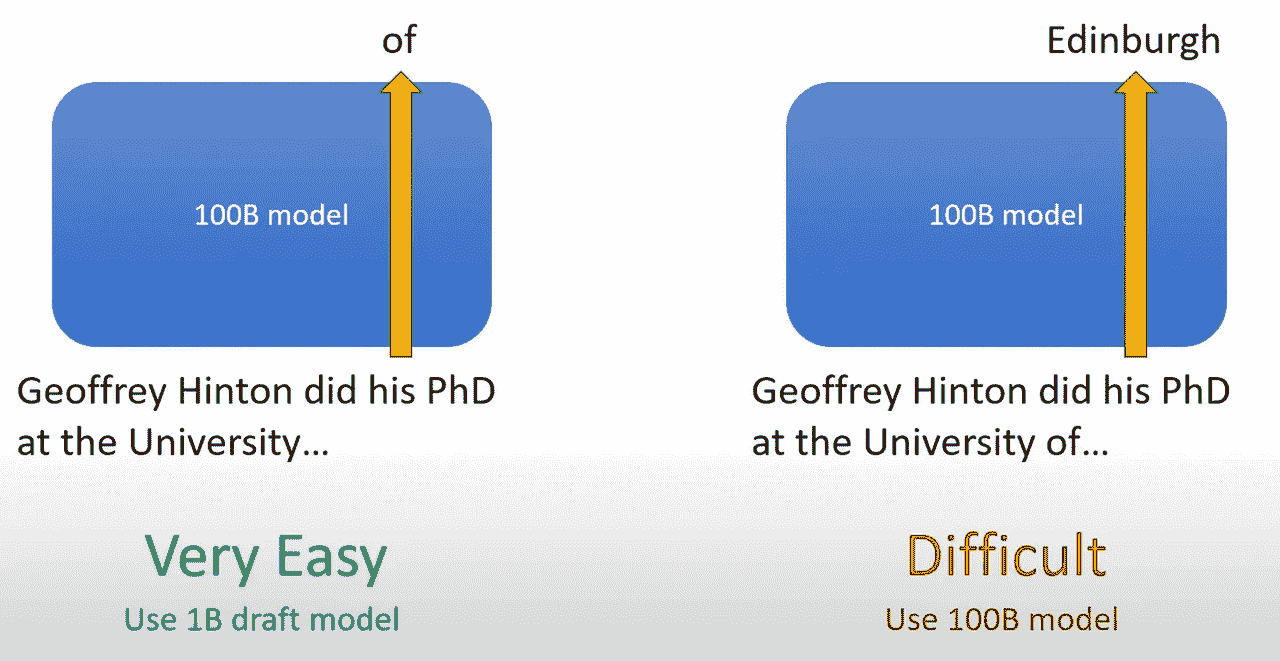 of
100B model
Geoffrey Hinton did his PhD
at the University...
Very Easy
Use 1B draft model
Edinburgh
100B model
Geoffrey Hinton did his PhD
at the University of...
Difficult
Use 100B model